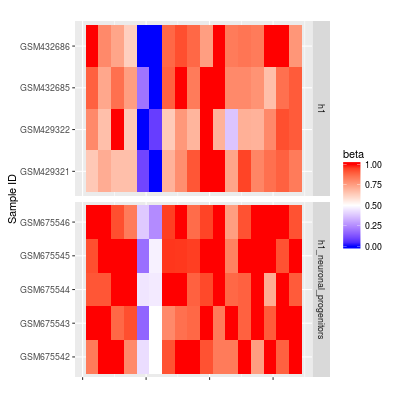 GSM432686
GSM432685
GSM429322
GSM429321
h1
GSM675546
GSM675545
GSM675544
GSM675543
GSM675542
h1_neuronal_progenitors
Sample ID
beta
1.00
0.75
0.50
0.25
0.00